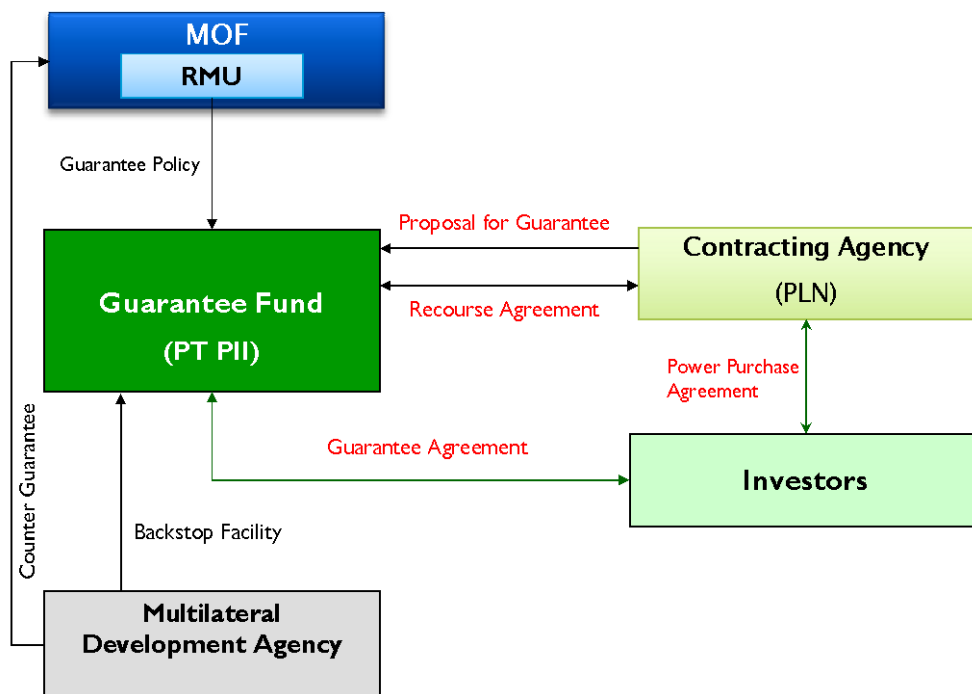 MOF
RMU
Guarantee Policy
Proposal for Guarantee
Contracting Agency
(PLN)
Guarantee Fund
(PT PII)
Recourse Agreement
Power Purchase
Agreement
Guarantee Agreement
Investors
Counter Guarantee
Backstop Facility
Multilateral
Development Agency